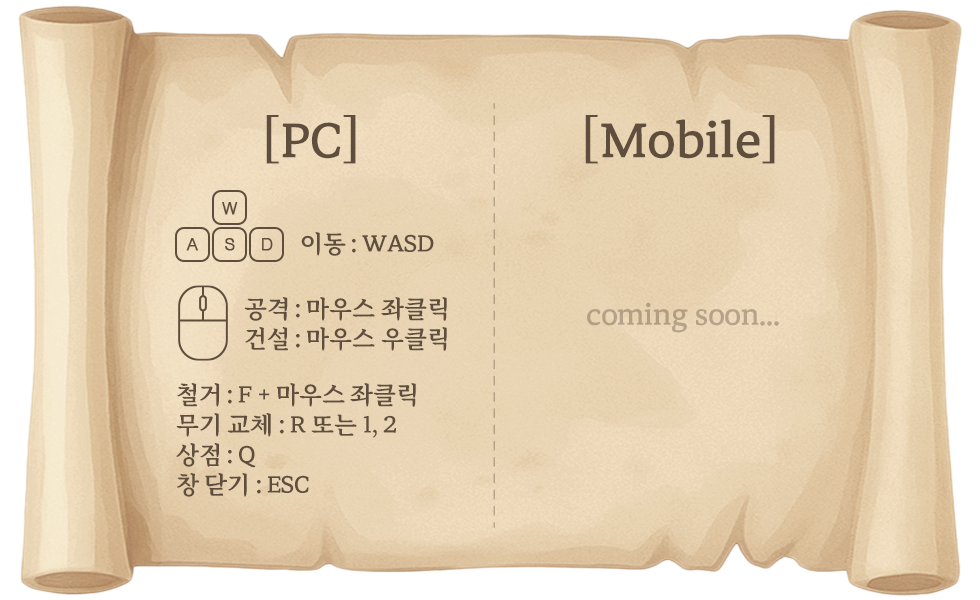 [PC]
W
A S D
이동 : WASD
공격 : 마우스 좌클릭
건설 : 마우스 우클릭
철거 : F + 마우스 좌클릭
무기 교체 : R 또는 1, 2
상점 : Q
창 닫기 : ESC
[Mobile]
coming soon...